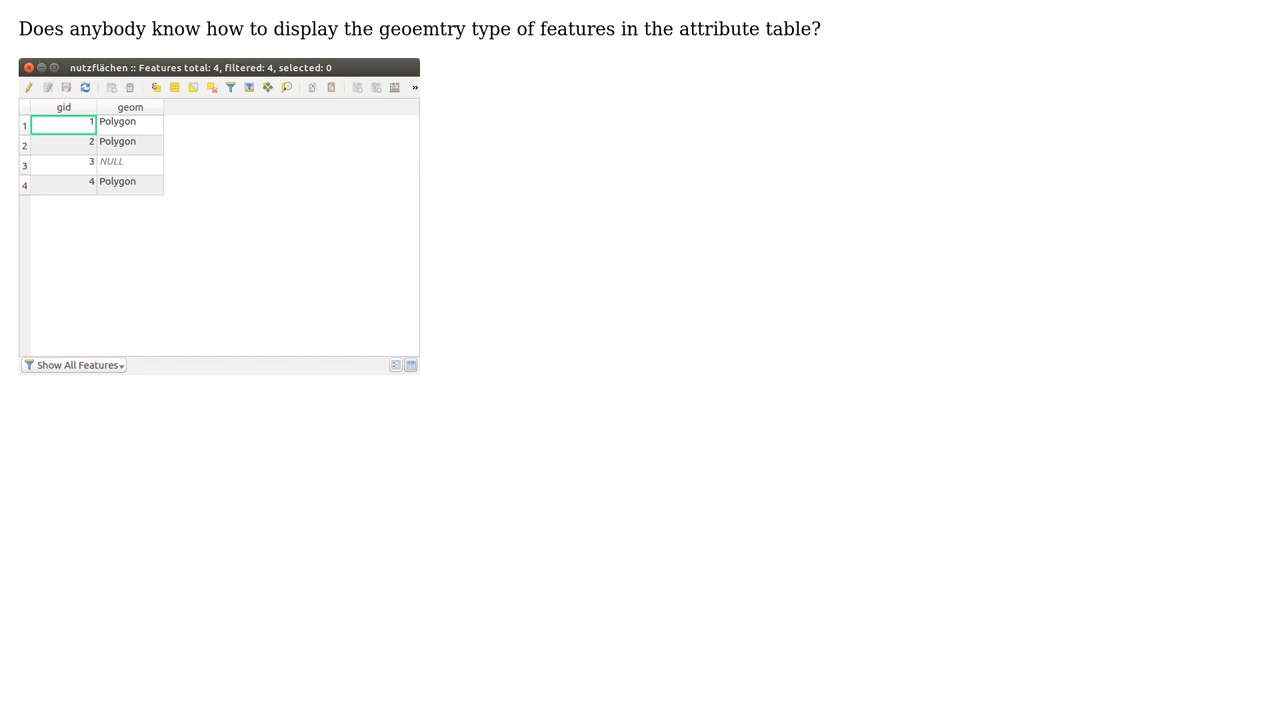 Does anybody know how to display the geoemtry type of features in the attribute table?
nutzflächen :: Features total: 4, filtered: 4, selected: 0
»
gid geom
1 1 Polygon
2 2 Polygon
3 3 NULL
4 4 Polygon
Show All Features